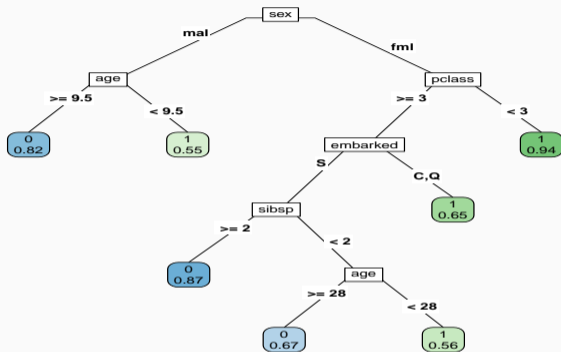 sex
mal
fml
age
pclass
>= 9.5
< 9.5
>= 3
< 3
0
0.82
1
0.55
embarked
1
0.94
S
C,Q
sibsp
1
0.65
>= 2
< 2
0
0.87
age
>= 28
< 28
0
0.67
1
0.56